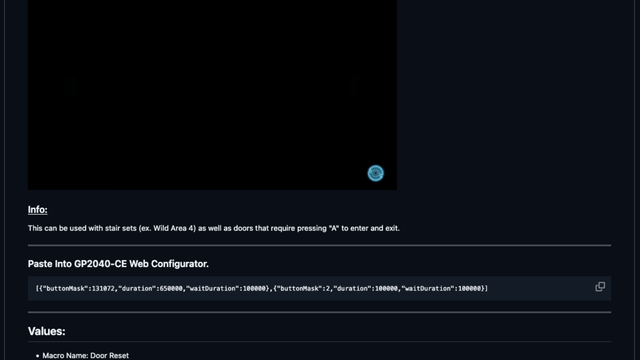 Info:
This can be used with stair sets (ex. Wild Area 4) as well as doors that require pressing "A" to enter and exit.
Paste Into GP2040-CE Web Configurator.
[{"buttonMask":131072,"duration":650000,"waitDuration":100000},{"buttonMask":2,"duration":100000,"waitDuration":100000}]
Values:
• Macro Name: Door Reset